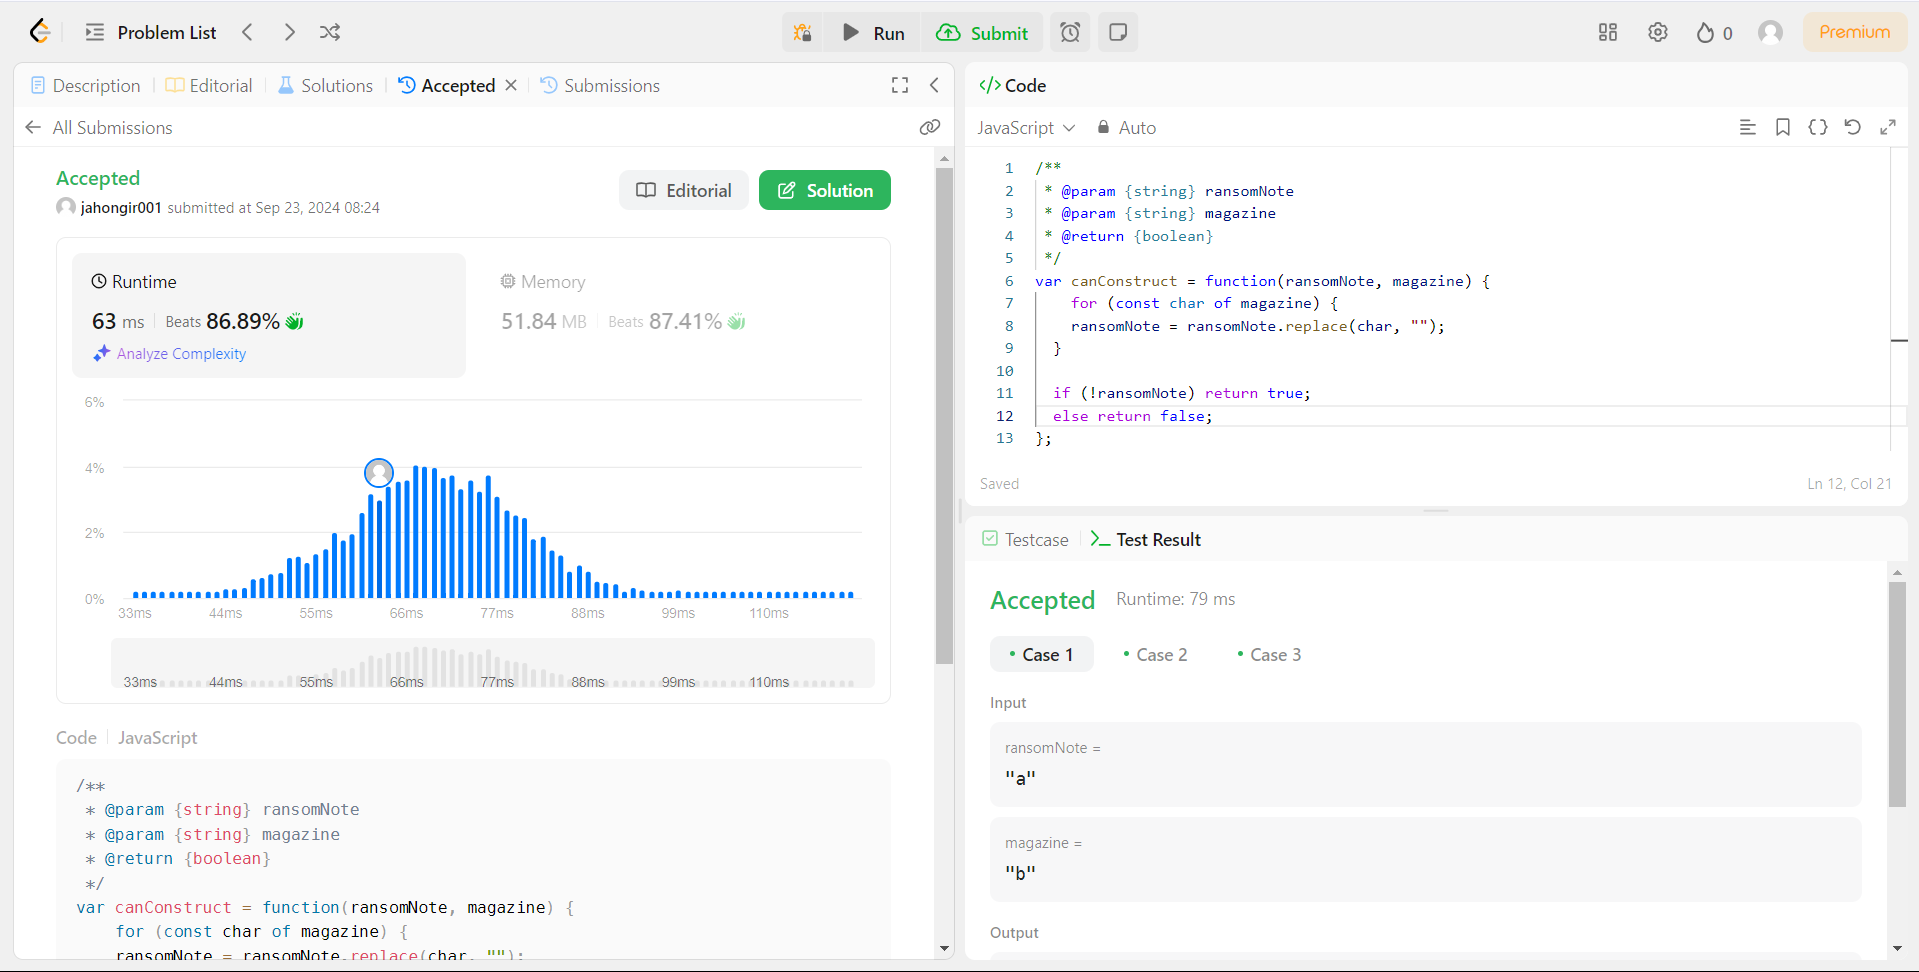 Problem List
Run
Submit
0
Premium
Description
Editorial
Solutions
Accepted
Submissions
All Submissions
Accepted
jahongir001 submitted at Sep 23, 2024 08:24
Editorial
Solution
Runtime
63 ms
Beats 86.89%
Analyze Complexity
Memory
51.84 MB
Beats 87.41%
6%
4%
2%
0%
33ms 44ms 55ms 66ms 77ms 88ms 99ms 110ms
33ms 44ms 55ms 66ms 77ms 88ms 99ms 110ms
Code
JavaScript
/**
 * @param {string} ransomNote
 * @param {string} magazine
 * @return {boolean}
 */
var canConstruct = function(ransomNote, magazine) {
    for (const char of magazine) {
    ransomNote = ransomNote.replace(char, "");
</> Code
JavaScript
Auto
1 /**
2  * @param {string} ransomNote
3  * @param {string} magazine
4  * @return {boolean}
5  */
6 var canConstruct = function(ransomNote, magazine) {
7     for (const char of magazine) {
8     ransomNote = ransomNote.replace(char, "");
9   }
10
11   if (!ransomNote) return true;
12   else return false;
13 };
Saved
Ln 12, Col 21
Testcase
Test Result
Accepted
Runtime: 79 ms
Case 1
Case 2
Case 3
Input
ransomNote =
"a"
magazine =
"b"
Output